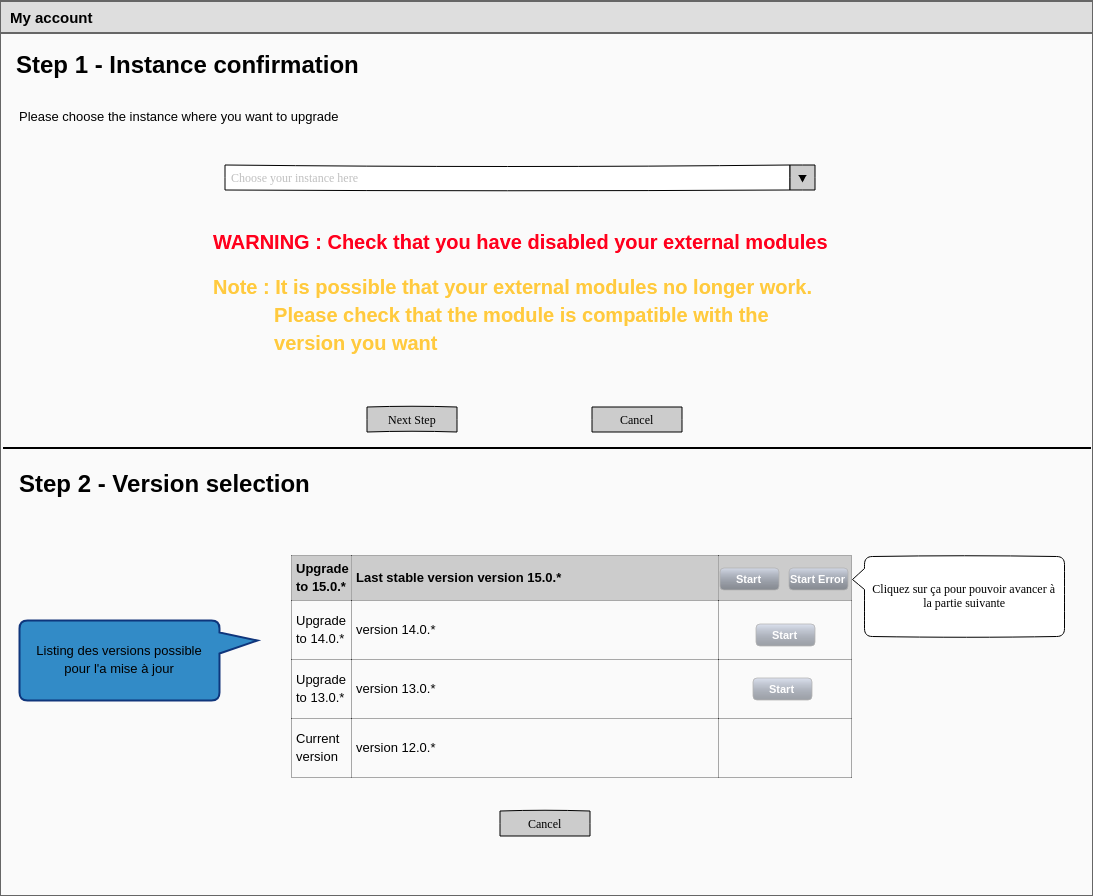 My account
Step 1 - Instance confirmation
Please choose the instance where you want to upgrade
Choose your instance here
▼
WARNING : Check that you have disabled your external modules
Note : It is possible that your external modules no longer work.
Please check that the module is compatible with the
version you want
Next Step
Cancel
Step 2 - Version selection
Listing des versions possible
pour l'a mise à jour
Upgrade
to 15.0.*
Last stable version version 15.0.*
Start
Start Error
Cliquez sur ça pour pouvoir avancer à
la partie suivante
Upgrade
to 14.0.*
version 14.0.*
Start
Upgrade
to 13.0.*
version 13.0.*
Start
Current
version
version 12.0.*
Cancel